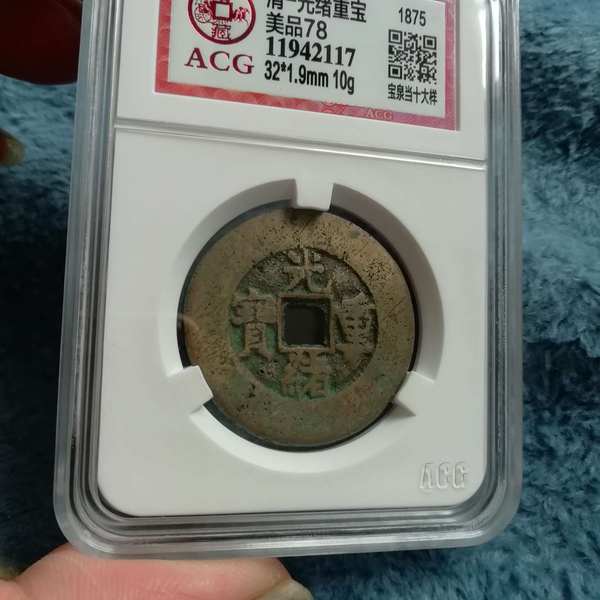 清-光绪重宝
1875
美品78
11942117
ACG
32*1.9mm 10g
宝泉当十大样
ACG
光
寶 重
緒
ACG